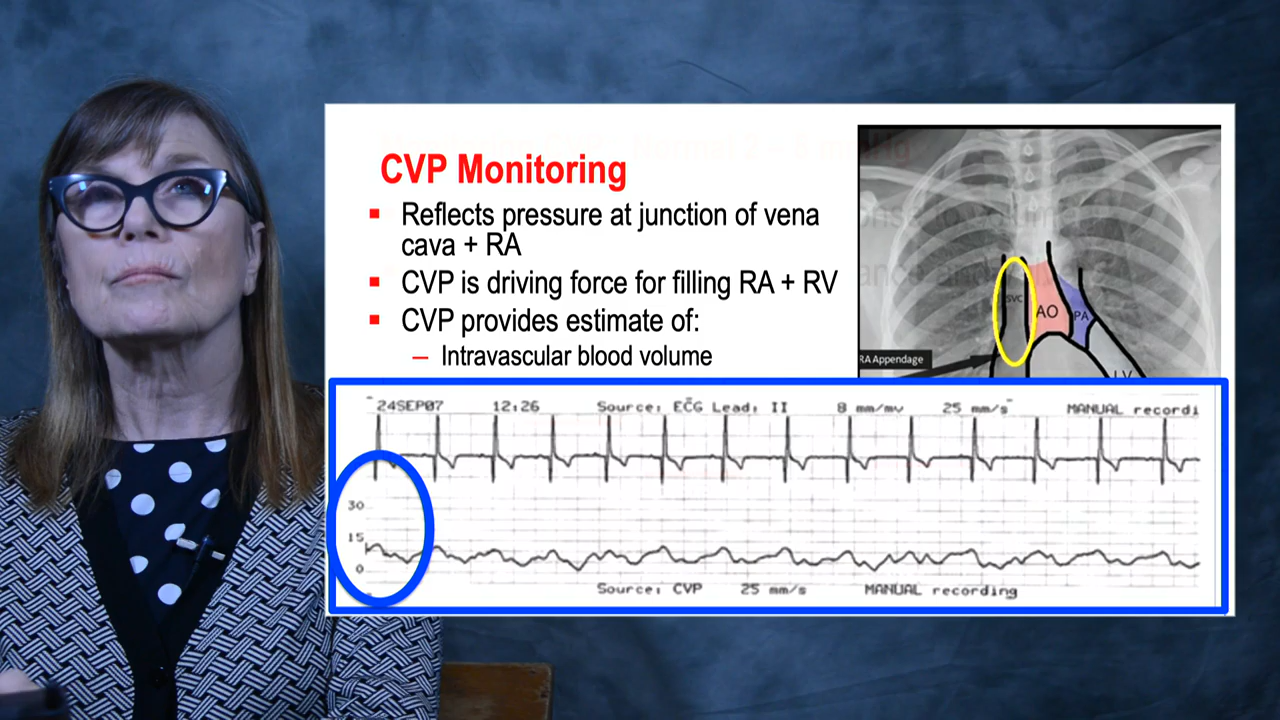 CVP Monitoring
Reflects pressure at junction of vena
cava + RA
CVP is driving force for filling RA + RV
CVP provides estimate of:
– Intravascular blood volume
SVC
AO
PA
RA Appendage
LV
24SEP07 12:26 Source: ECG Lead: II 8 mm/mv 25 mm/s MANUAL recordi
30
15
0
Source: CVP 25 mm/s MANUAL recording